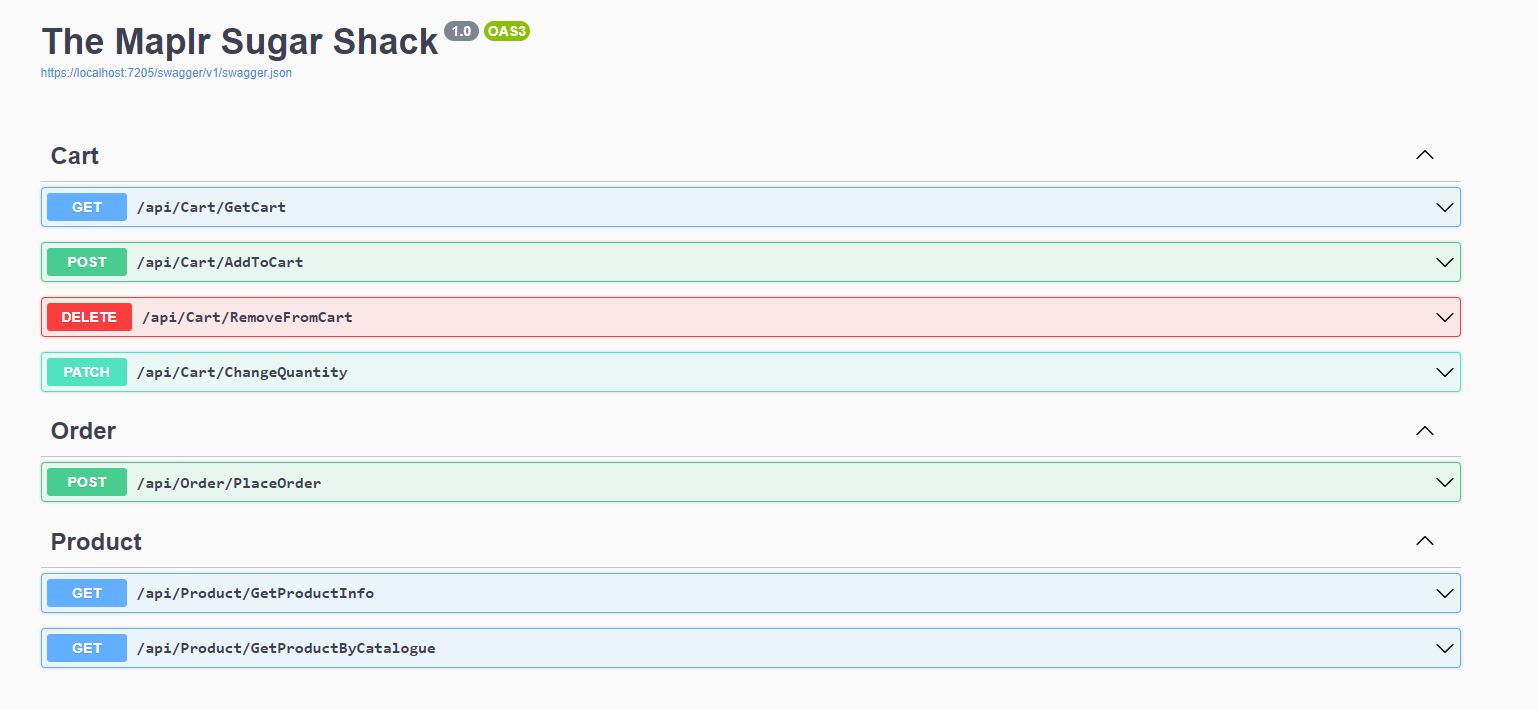 The Maplr Sugar Shack 1.0 OAS3
https://localhost:7205/swagger/v1/swagger.json
Cart
GET /api/Cart/GetCart
POST /api/Cart/AddToCart
DELETE /api/Cart/RemoveFromCart
PATCH /api/Cart/ChangeQuantity
Order
POST /api/Order/PlaceOrder
Product
GET /api/Product/GetProductInfo
GET /api/Product/GetProductByCatalogue